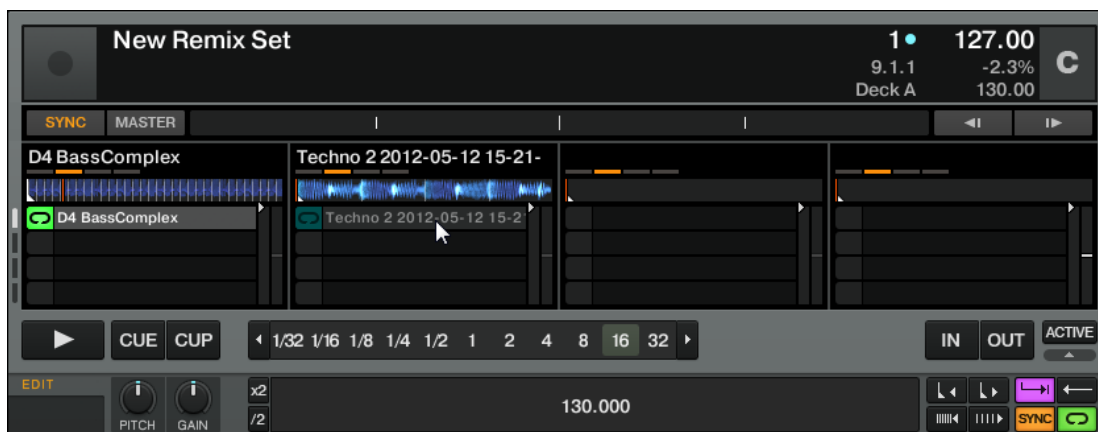 New Remix Set
1
127.00
9.1.1
-2.3%
Deck A
130.00
C
SYNC MASTER
D4 BassComplex
Techno 2 2012-05-12 15-21-
D4 BassComplex
Techno 2 2012-05-12 15-2
CUE CUP
1/32 1/16 1/8 1/4 1/2 1 2 4 8 16 32
IN OUT ACTIVE
EDIT
PITCH GAIN
x2
/2
130.000
SYNC